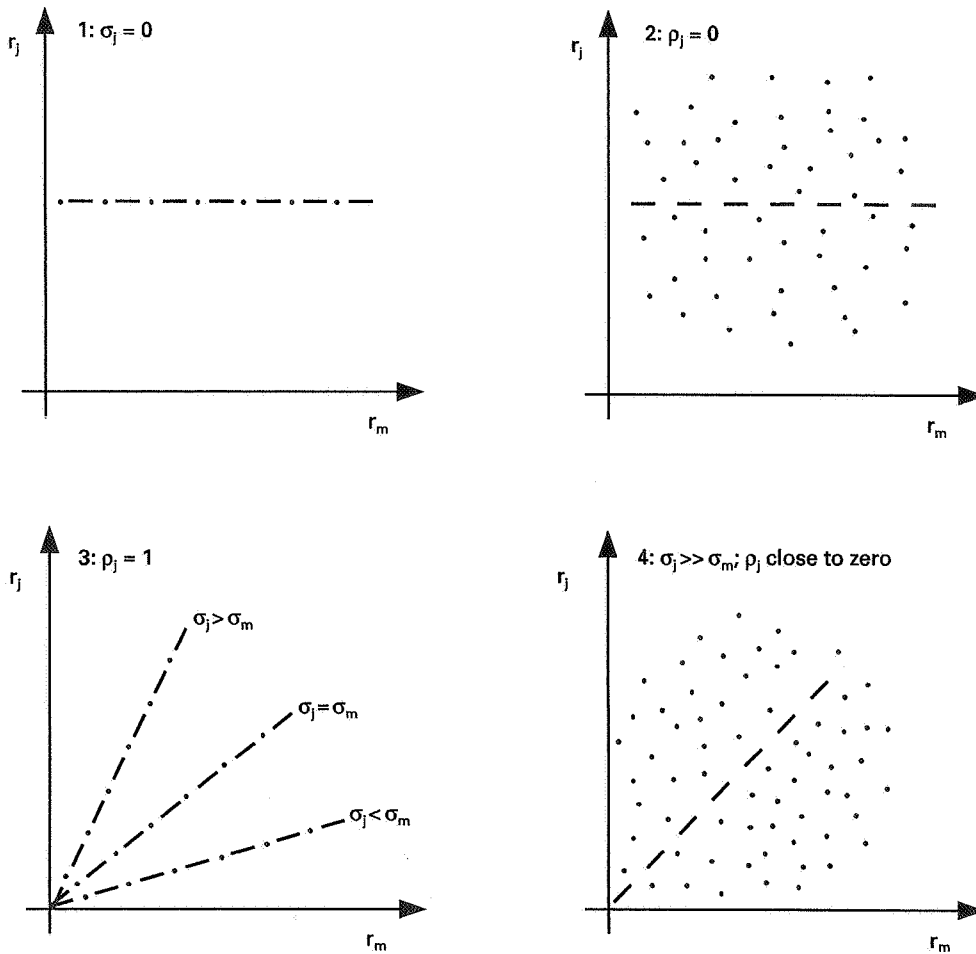 1: σj = 0
rj
rm
2: ρj = 0
rj
rm
3: ρj = 1
rj
σj > σm
σj = σm
σj < σm
rm
4: σj >> σm; ρj close to zero
rj
rm